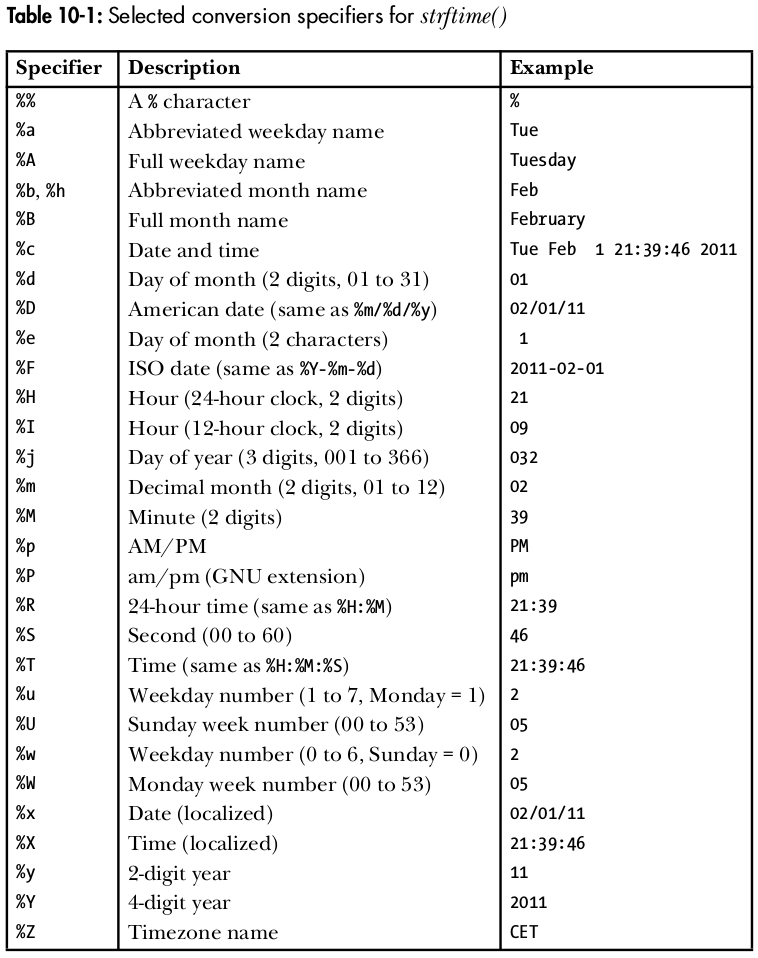 Table 10-1: Selected conversion specifiers for strftime()
Specifier Description Example
%% A % character %
%a Abbreviated weekday name Tue
%A Full weekday name Tuesday
%b, %h Abbreviated month name Feb
%B Full month name February
%c Date and time Tue Feb  1 21:39:46 2011
%d Day of month (2 digits, 01 to 31) 01
%D American date (same as %m/%d/%y) 02/01/11
%e Day of month (2 characters)  1
%F ISO date (same as %Y-%m-%d) 2011-02-01
%H Hour (24-hour clock, 2 digits) 21
%I Hour (12-hour clock, 2 digits) 09
%j Day of year (3 digits, 001 to 366) 032
%m Decimal month (2 digits, 01 to 12) 02
%M Minute (2 digits) 39
%p AM/PM PM
%P am/pm (GNU extension) pm
%R 24-hour time (same as %H:%M) 21:39
%S Second (00 to 60) 46
%T Time (same as %H:%M:%S) 21:39:46
%u Weekday number (1 to 7, Monday = 1) 2
%U Sunday week number (00 to 53) 05
%w Weekday number (0 to 6, Sunday = 0) 2
%W Monday week number (00 to 53) 05
%x Date (localized) 02/01/11
%X Time (localized) 21:39:46
%y 2-digit year 11
%Y 4-digit year 2011
%Z Timezone name CET